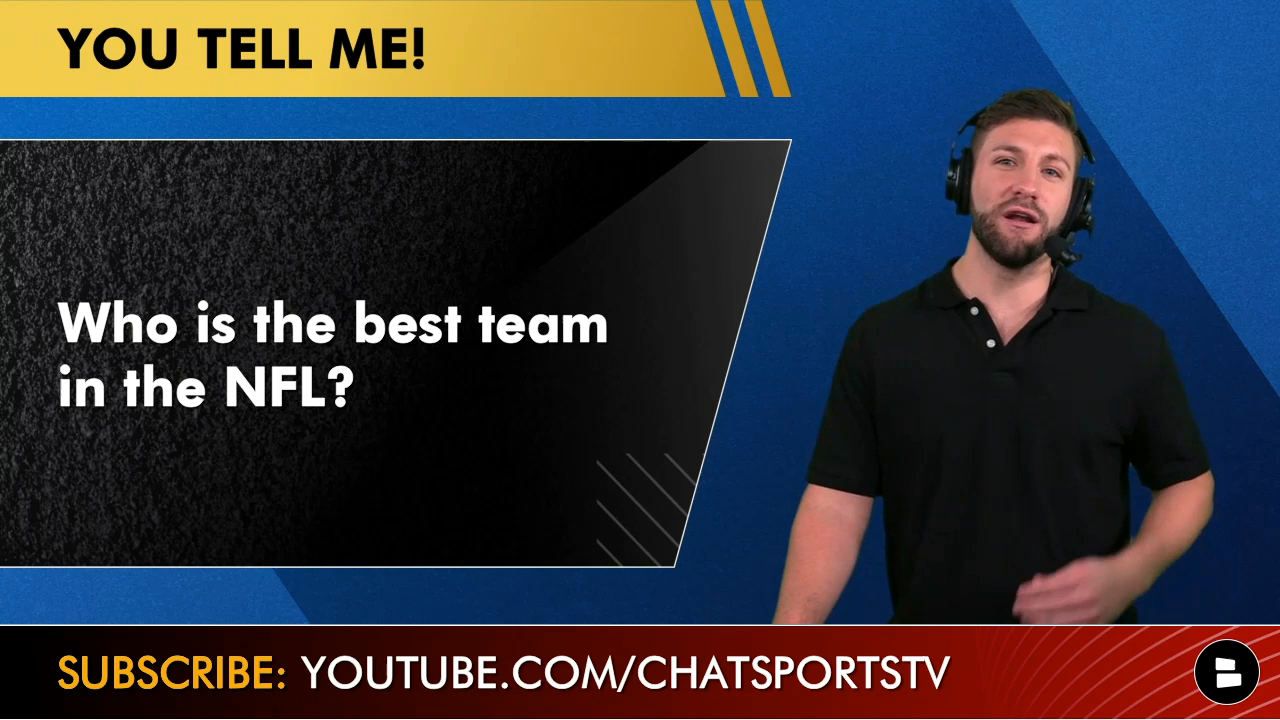 YOU TELL ME!
Who is the best team
in the NFL?
SUBSCRIBE: YOUTUBE.COM/CHATSPORTSTV